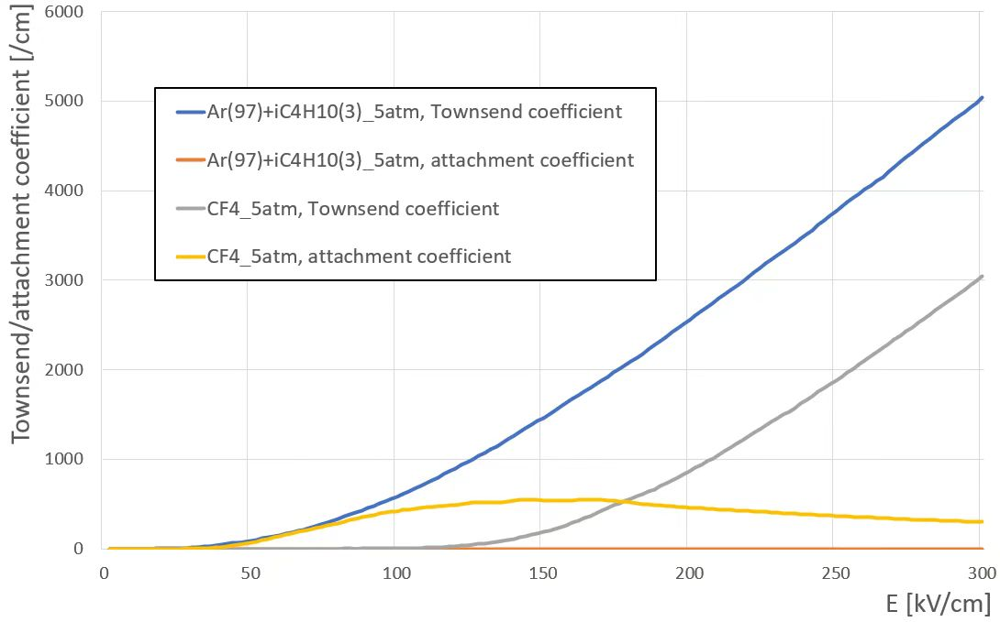 Townsend/attachment coefficient [/cm]
6000
5000
4000
3000
2000
1000
0
Ar(97)+iC4H10(3)_5atm, Townsend coefficient
Ar(97)+iC4H10(3)_5atm, attachment coefficient
CF4_5atm, Townsend coefficient
CF4_5atm, attachment coefficient
0 50 100 150 200 250 300
E [kV/cm]